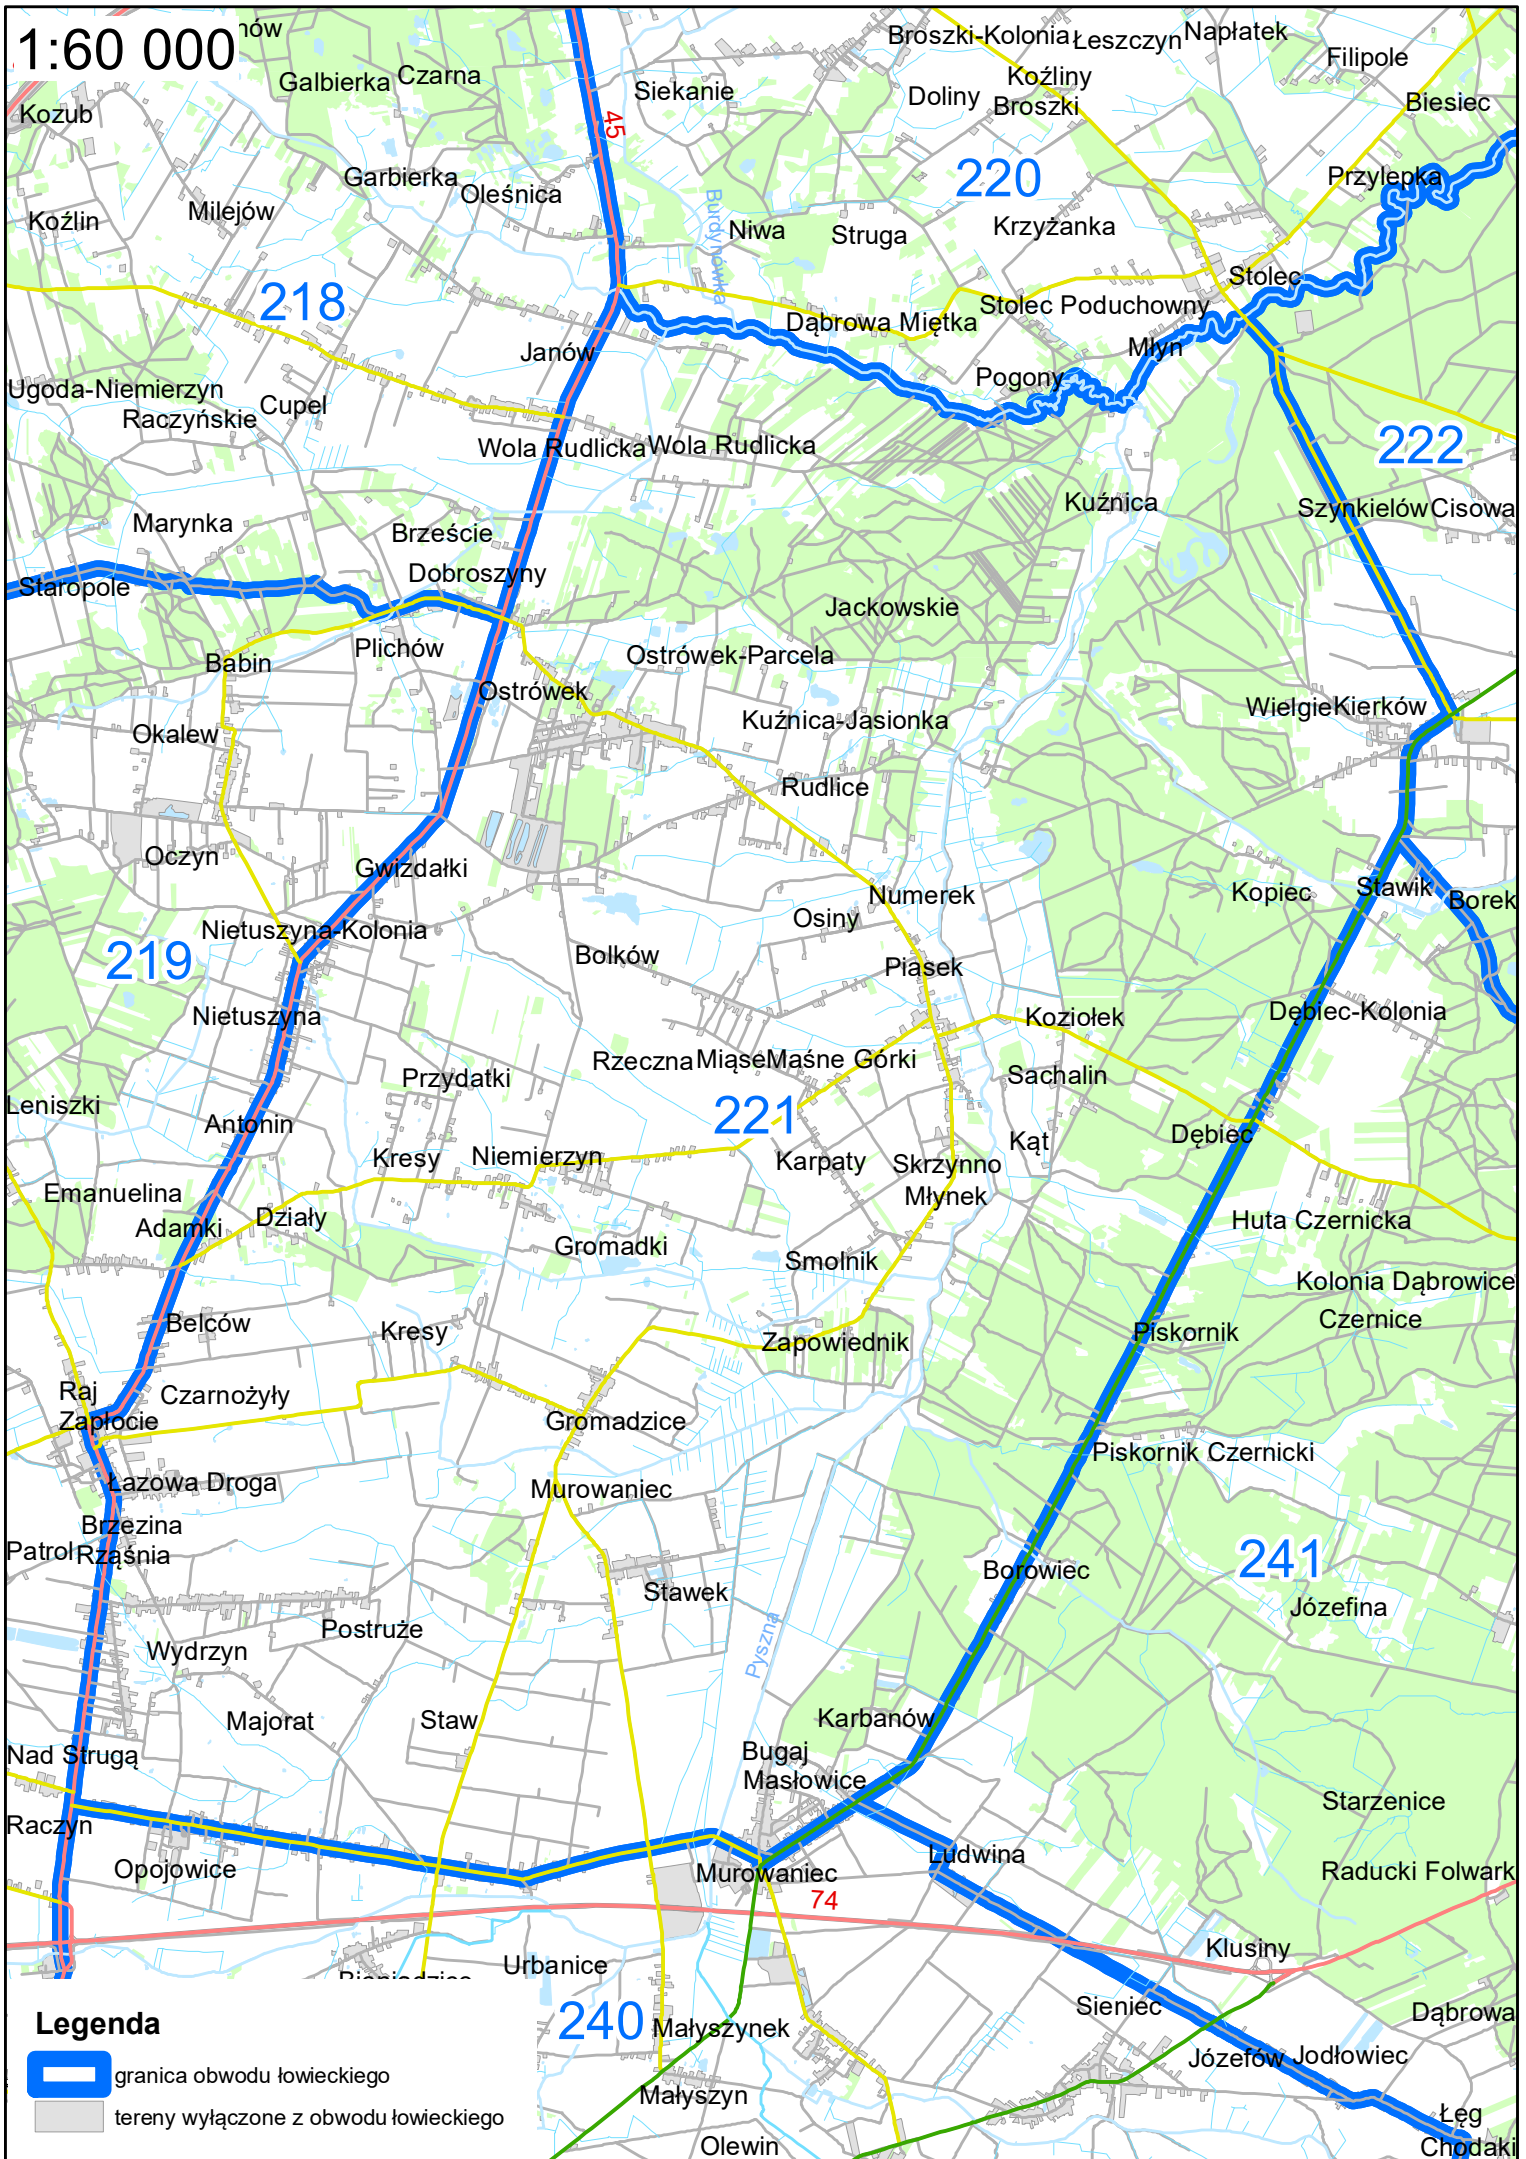 1:60 000
nów
Broszki-Kolonia
Łeszczyn
Napłatek
Filipole
Galbierka
Czarna
Siekanie
Koźliny
Doliny
Broszki
Biesiec
Kozub
45
Garbierka
Oleśnica
220
Przylepka
Koźlin
Milejów
Burdynówka
Niwa
Struga
Krzyżanka
218
Stolec
Stolec Poduchowny
Dąbrowa Miętka
Janów
Młyn
Pogony
Ugoda-Niemierzyn
Raczyńskie
Cupel
Wola Rudlicka
Wola Rudlicka
222
Marynka
Brzeście
Kuźnica
Szynkielów
Cisowa
Staropole
Dobroszyny
Jackowskie
Plichów
Babin
Ostrówek-Parcela
Ostrówek
Okalew
Kuźnica-Jasionka
Wielgie
Kierków
Rudlice
Oczyn
Gwizdałki
Numerek
Kopiec
Stawik
Borek
Osiny
Nietuszyna-Kolonia
219
Bolków
Piasek
Nietuszyna
Koziołek
Dębiec-Kolonia
Rzeczna
Miąse
Maśne Górki
Przydatki
Sachalin
Leniszki
221
Antonin
Kresy
Niemierzyn
Karpaty
Skrzynno
Kąt
Dębiec
Emanuelina
Młynek
Adamki
Działy
Huta Czernicka
Gromadki
Smolnik
Kolonia Dąbrowice
Belców
Kresy
Zapowiednik
Piskornik
Czernice
Raj
Czarnożyły
Zapłocie
Gromadzice
Piskornik Czernicki
Łazowa Droga
Murowaniec
Brzezina
Patrol
Rząśnia
Borowiec
241
Stawek
Józefina
Postruże
Wydrzyn
Pyszna
Majorat
Staw
Karbanów
Nad Strugą
Bugaj
Masłowice
Starzenice
Raczyn
Opojowice
Ludwina
Murowaniec
Raducki Folwark
74
Klusiny
Urbanice
Sieniec
Dąbrowa
240
Małyszynek
Józefów
Jodłowiec
Małyszyn
Łęg
Olewin
Chodaki
Legenda
granica obwodu łowieckiego
tereny wyłączone z obwodu łowieckiego